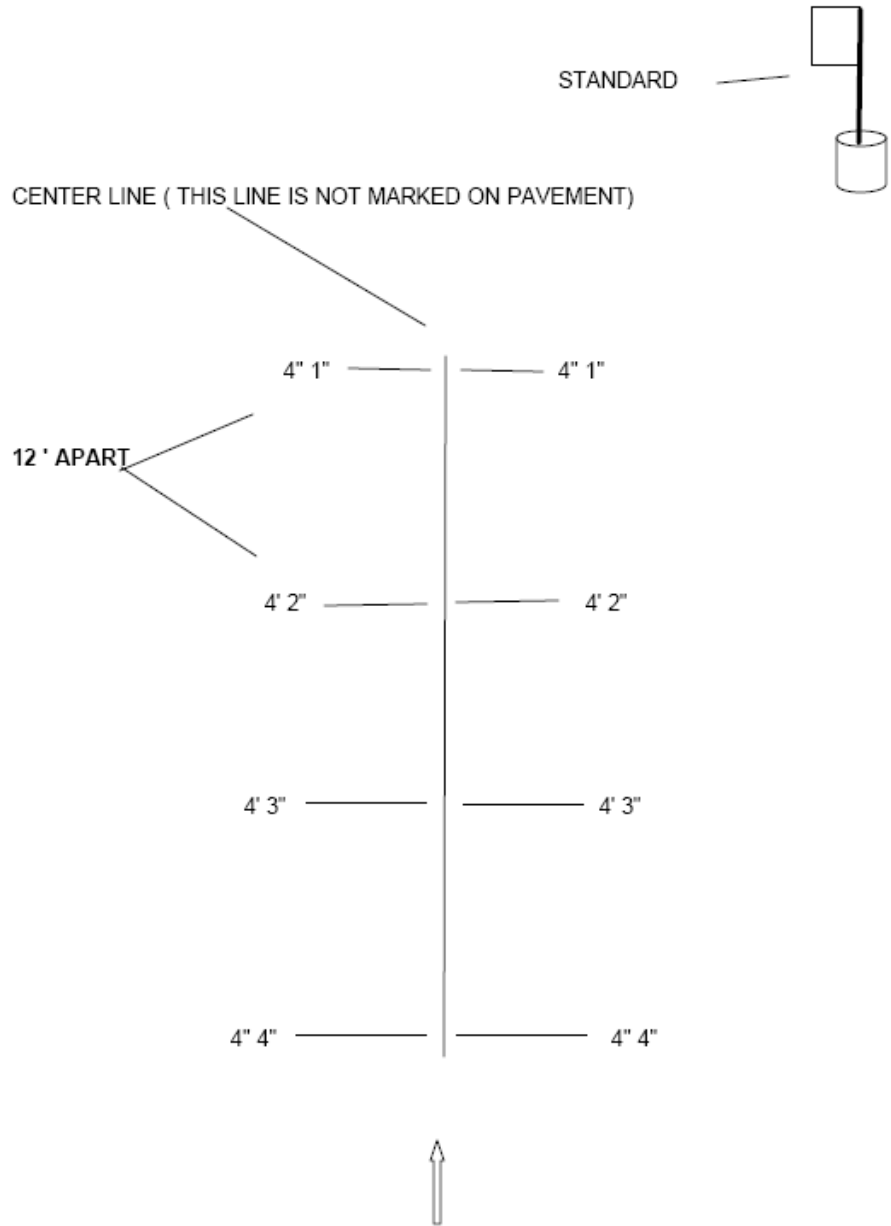 STANDARD
CENTER LINE ( THIS LINE IS NOT MARKED ON PAVEMENT)
4" 1" 4" 1"
12 ' APART
4' 2" 4' 2"
4' 3" 4' 3"
4" 4" 4" 4"